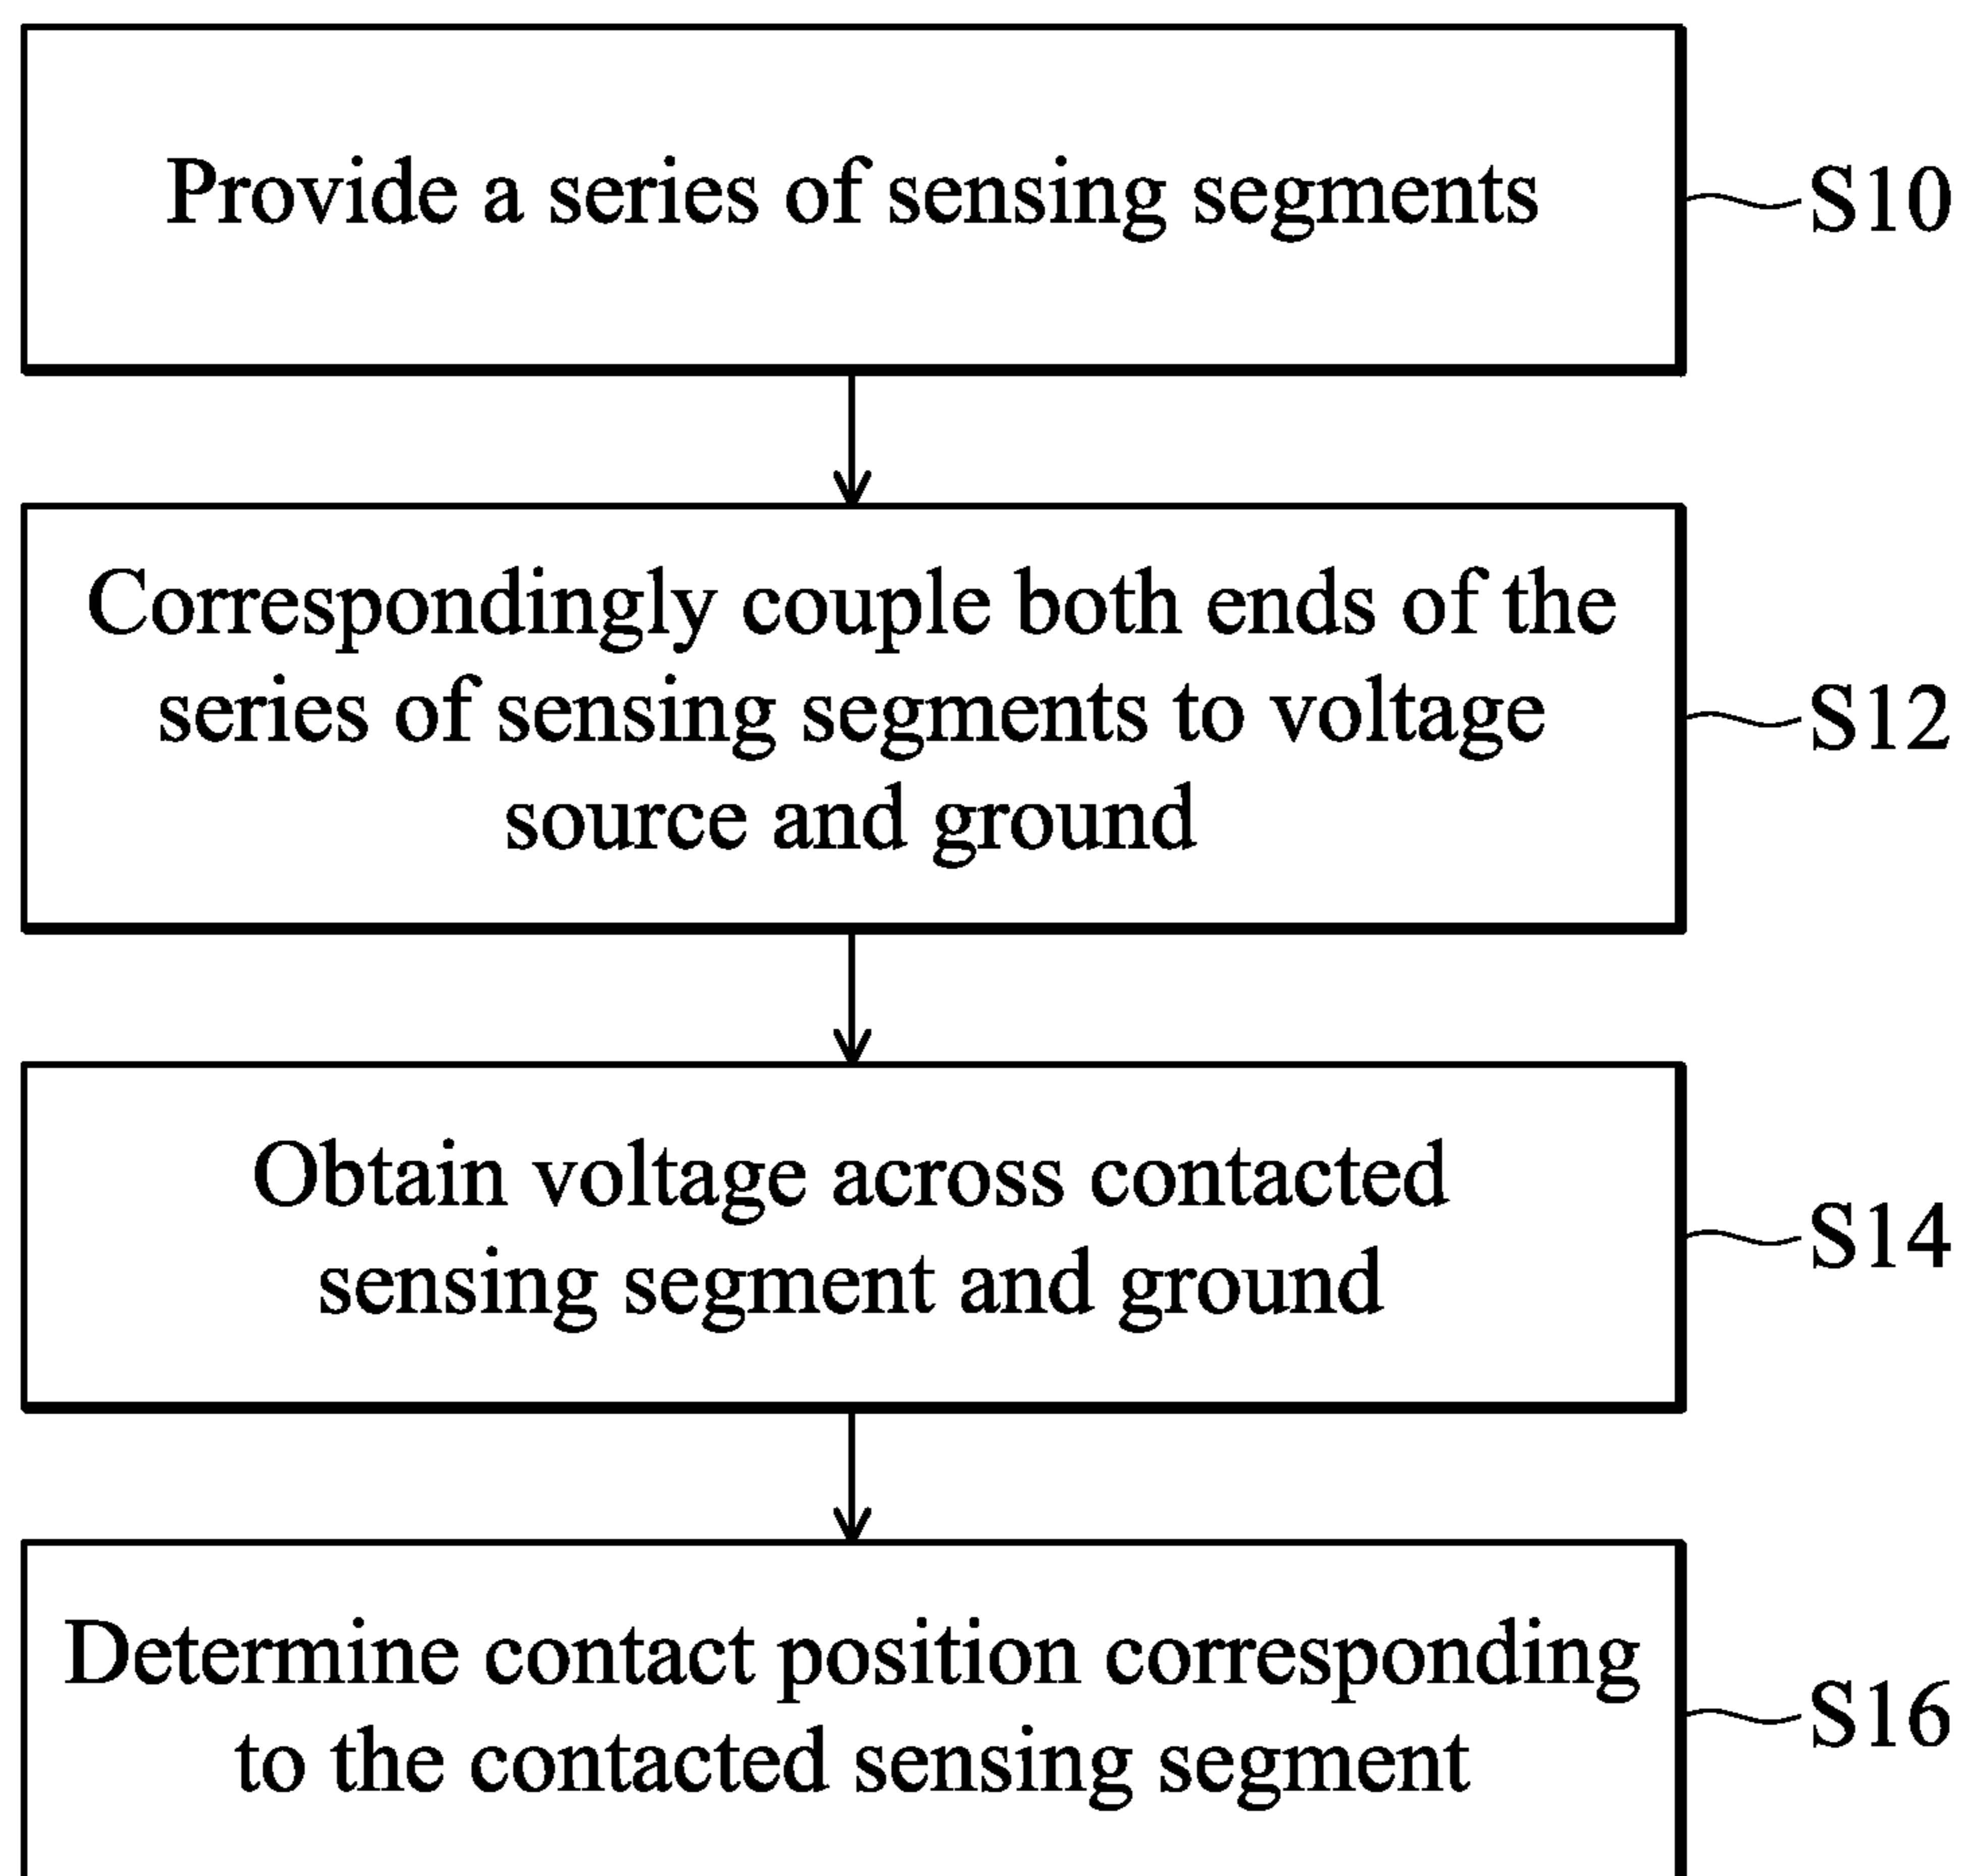 Provide a series of sensing segments
S10
Correspondingly couple both ends of the
series of sensing segments to voltage
source and ground
S12
Obtain voltage across contacted
sensing segment and ground
S14
Determine contact position corresponding
to the contacted sensing segment
S16